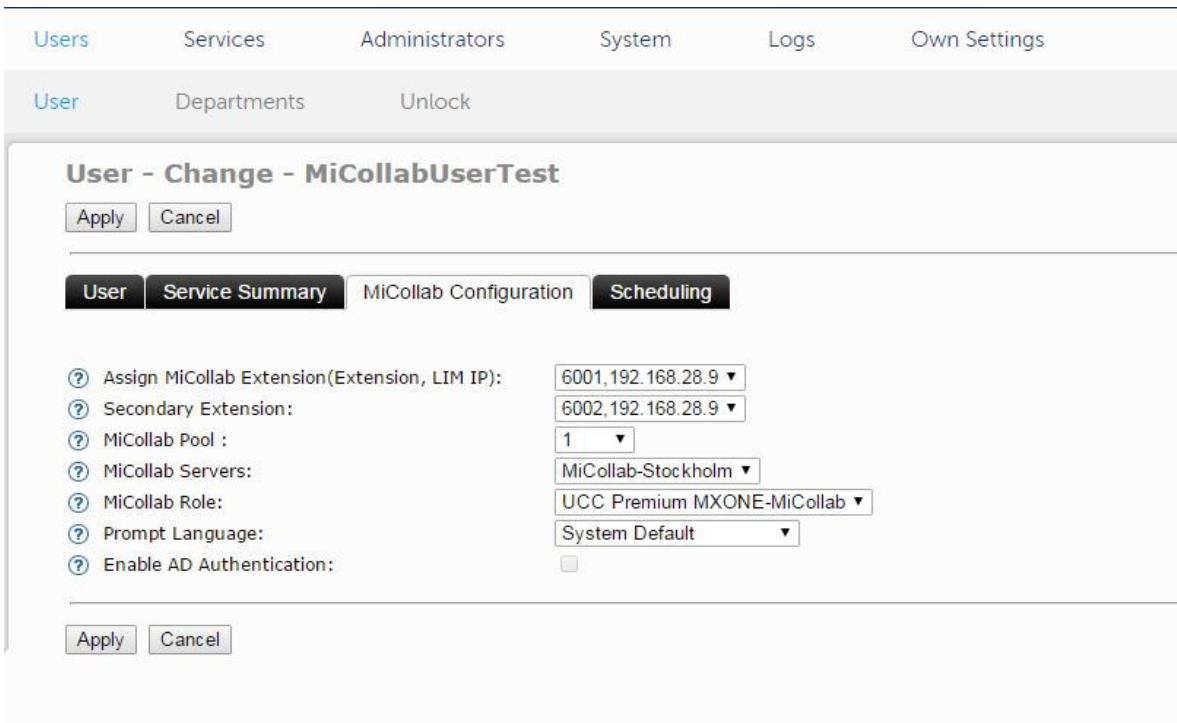 Users Services Administrators System Logs Own Settings
User Departments Unlock
User - Change - MiCollabUserTest
Apply Cancel
User Service Summary MiCollab Configuration Scheduling
? Assign MiCollab Extension(Extension, LIM IP): 6001,192.168.28.9
? Secondary Extension: 6002,192.168.28.9
? MiCollab Pool : 1
? MiCollab Servers: MiCollab-Stockholm
? MiCollab Role: UCC Premium MXONE-MiCollab
? Prompt Language: System Default
? Enable AD Authentication:
Apply Cancel